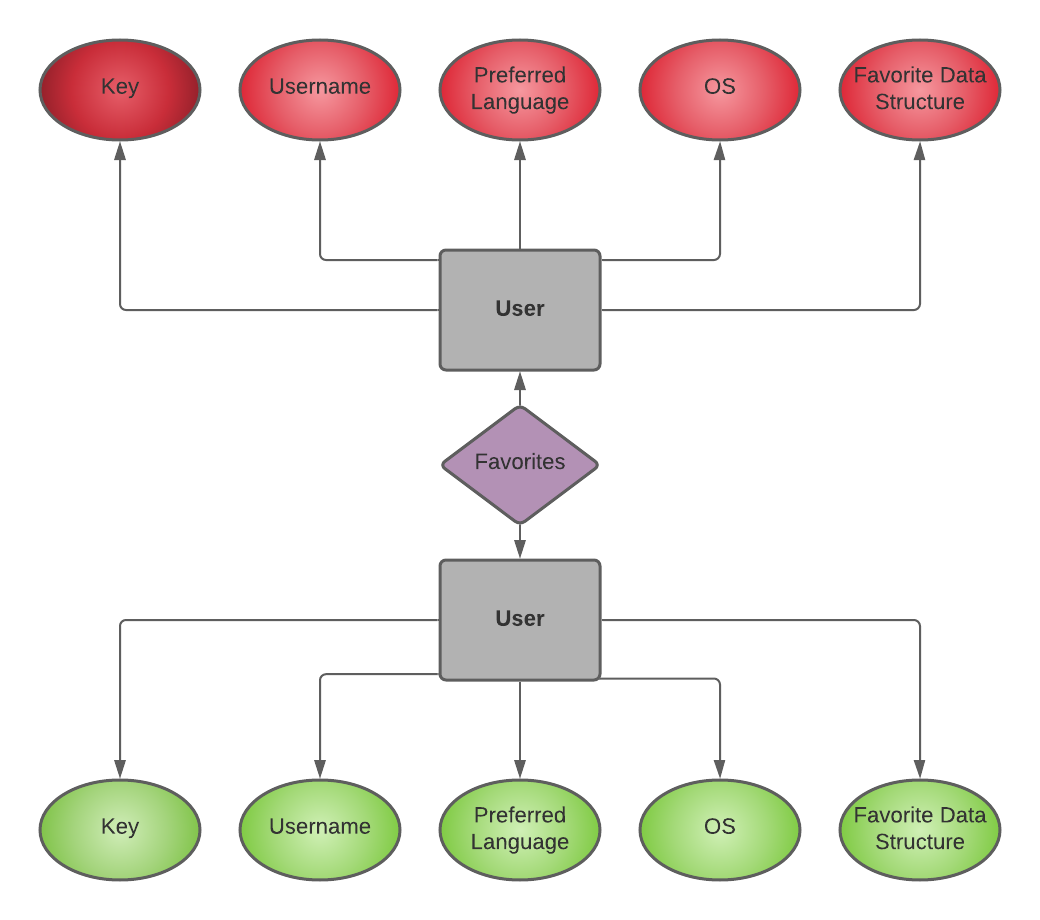 Key
Username
Preferred
Language
OS
Favorite Data
Structure
User
Favorites
User
Key
Username
Preferred
Language
OS
Favorite Data
Structure